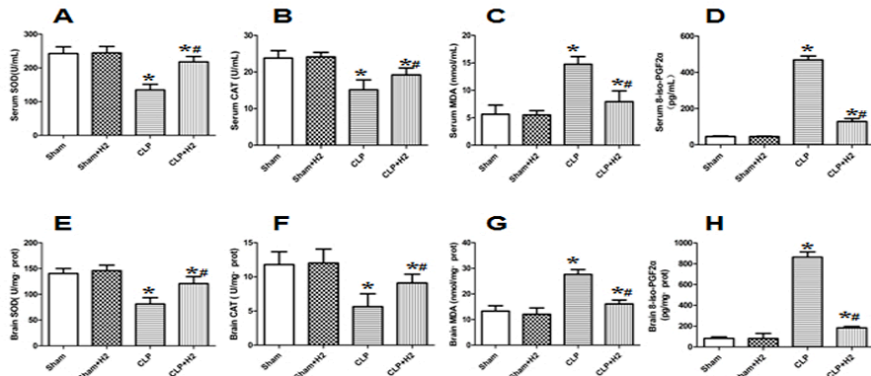 A
Serum SOD(U/mL)
300
200
100
0
*
*#
Sham
Sham+H2
CLP
CLP+H2
B
Serum CAT (U/mL)
30
20
10
0
*
*#
Sham
Sham+H2
CLP
CLP+H2
C
Serum MDA (nmol/mL)
20
15
10
5
0
*
*#
Sham
Sham+H2
CLP
CLP+H2
D
Serum 8-iso-PGF2α
(pg/mL)
600
400
200
0
*
*#
Sham
Sham+H2
CLP
CLP+H2
E
Brain SOD( U/mg· prot)
200
150
100
50
0
*
*#
Sham
Sham+H2
CLP
CLP+H2
F
Brain CAT ( U/mg· prot)
15
10
5
0
*
*#
Sham
Sham+H2
CLP
CLP+H2
G
Brain MDA (nmol/mg· prot)
40
30
20
10
0
*
*#
Sham
Sham+H2
CLP
CLP+H2
H
Brain 8-iso-PGF2α
(pg/mg· prot)
1000
800
600
400
200
0
*
*#
Sham
Sham+H2
CLP
CLP+H2